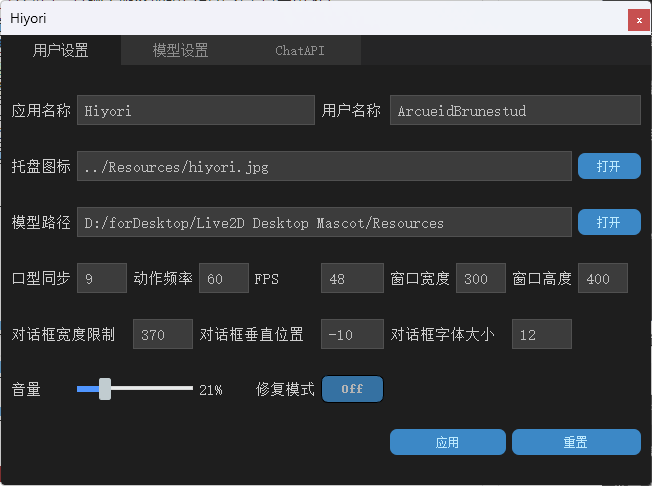 Hiyori
x
用户设置 模型设置 ChatAPI
应用名称 Hiyori 用户名称 ArcueidBrunestud
托盘图标 ../Resources/hiyori.jpg 打开
模型路径 D:/forDesktop/Live2D Desktop Mascot/Resources 打开
口型同步 9 动作频率 60 FPS 48 窗口宽度 300 窗口高度 400
对话框宽度限制 370 对话框垂直位置 -10 对话框字体大小 12
音量 21% 修复模式 Off
应用 重置